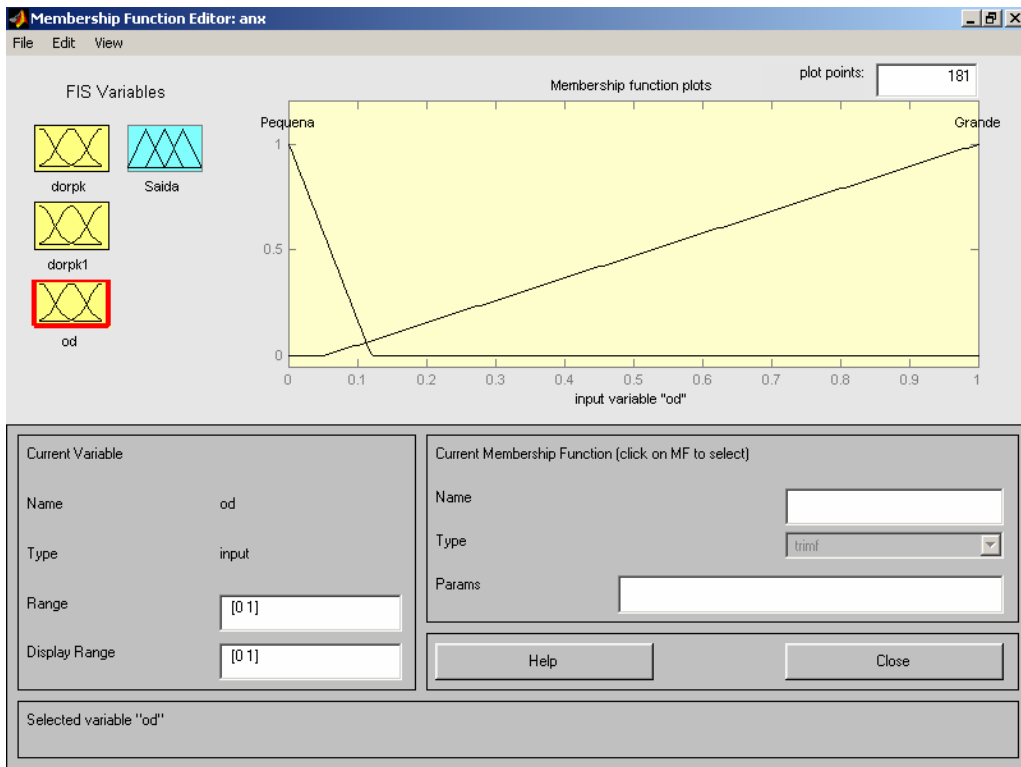 Membership Function Editor: anx
File Edit View
FIS Variables
dorpk
Saida
dorpk1
od
plot points:
181
Membership function plots
Pequena
Grande
1
0.5
0
0 0.1 0.2 0.3 0.4 0.5 0.6 0.7 0.8 0.9 1
input variable "od"
Current Variable
Name
od
Type
input
Range
[0 1]
Display Range
[0 1]
Current Membership Function (click on MF to select)
Name
Type
trimf
Params
Help
Close
Selected variable "od"